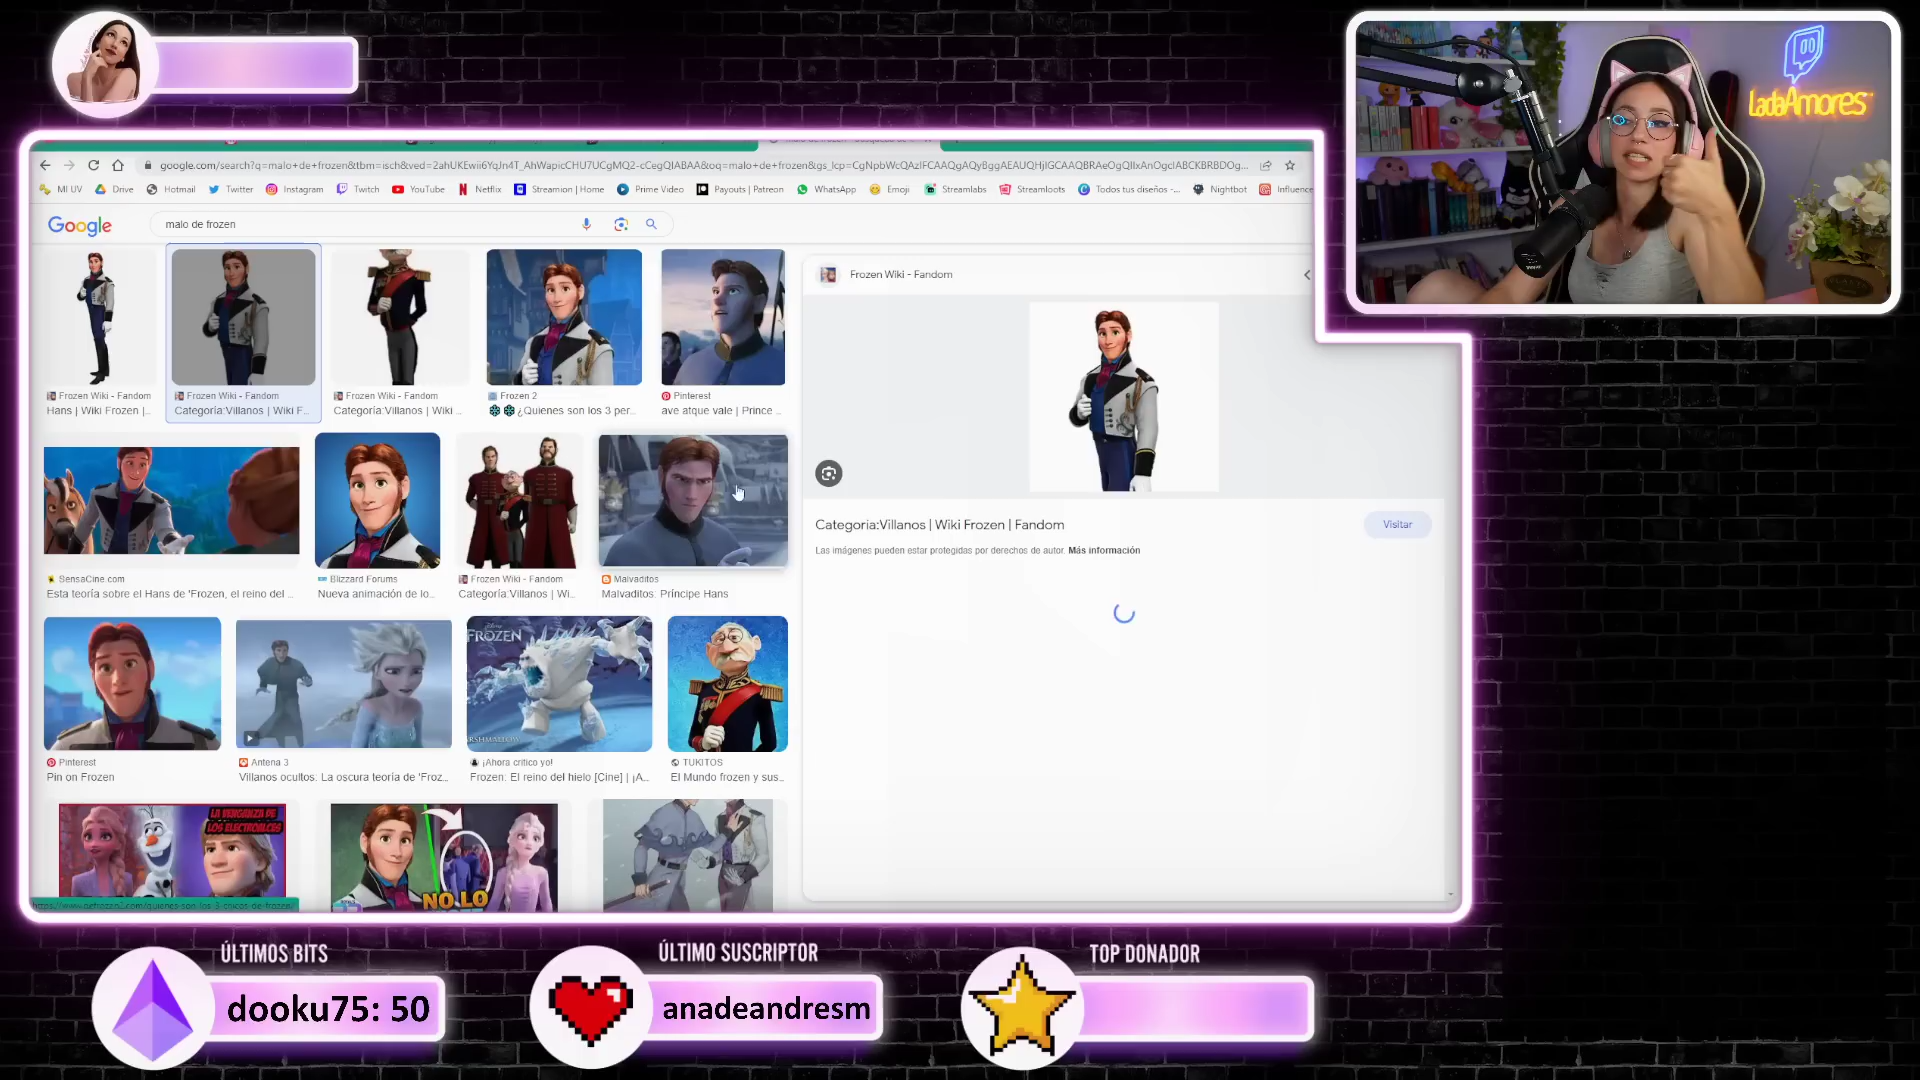 LadaAmores
google.com/search?q=malo+de+frozen&tbm=isch&ved=2ahUKEwii6YqJn4T_AhWapicCHU7UCgMQ2-cCegQIABAA&oq=malo+de+frozen
MI UV
Drive
Hotmail
Twitter
Instagram
Twitch
YouTube
Netflix
Streamion | Home
Prime Video
Payouts | Patreon
WhatsApp
Emoji
Streamlabs
Streamloots
Todos tus diseños -...
Nightbot
Influence
Google
malo de frozen
Frozen Wiki - Fandom
Frozen Wiki - Fandom
Hans | Wiki Frozen |...
Frozen Wiki - Fandom
Categoría:Villanos | Wiki F...
Frozen Wiki - Fandom
Categoría:Villanos | Wiki ...
Frozen 2
¿Quienes son los 3 per...
Pinterest
ave atque vale | Prince ...
Categoría:Villanos | Wiki Frozen | Fandom
Visitar
Las imágenes pueden estar protegidas por derechos de autor. Más información
SensaCine.com
Esta teoría sobre el Hans de 'Frozen, el reino del ...
Blizzard Forums
Nueva animación de lo...
Frozen Wiki - Fandom
Categoría:Villanos | Wi...
Malvaditos
Malvaditos: Príncipe Hans
FROZEN
Pinterest
Pin on Frozen
Antena 3
Villanos ocultos: La oscura teoría de 'Froz...
¡Ahora critico yo!
Frozen: El reino del hielo [Cine] | ¡A...
TUKITOS
El Mundo frozen y sus...
LA VENGANZA DE
LOS ELECTRONICES
NO LO
ÚLTIMOS BITS
dooku75: 50
ÚLTIMO SUSCRIPTOR
anadeandresm
TOP DONADOR